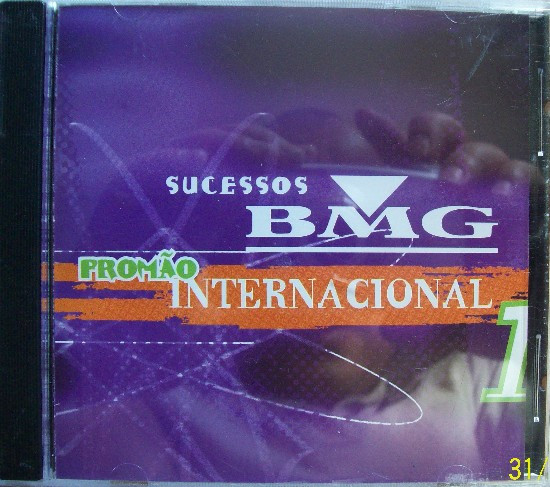 SUCESSOS
BMG
PROMÃO
INTERNACIONAL
1
31/